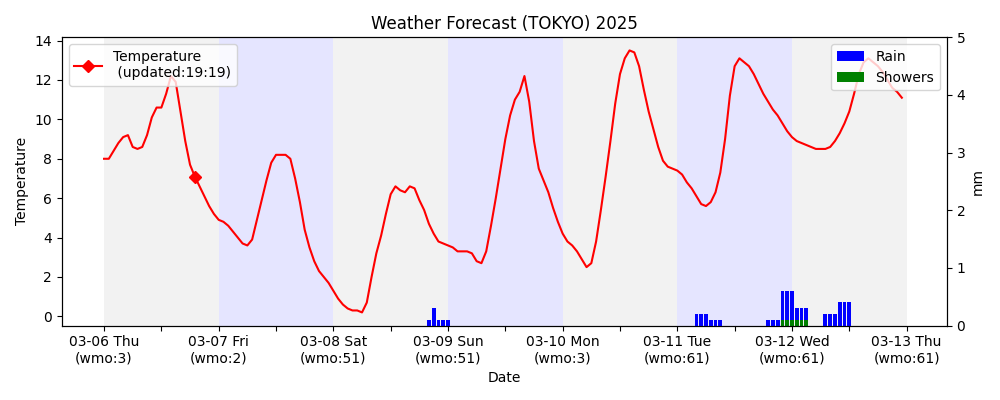 Weather Forecast (TOKYO) 2025
Temperature
(updated:19:19)
Rain
Showers
14
12
10
8
6
4
2
0
Temperature
5
4
3
2
1
0
mm
03-06 Thu
(wmo:3)
03-07 Fri
(wmo:2)
03-08 Sat
(wmo:51)
03-09 Sun
(wmo:51)
03-10 Mon
(wmo:3)
03-11 Tue
(wmo:61)
03-12 Wed
(wmo:61)
03-13 Thu
(wmo:61)
Date